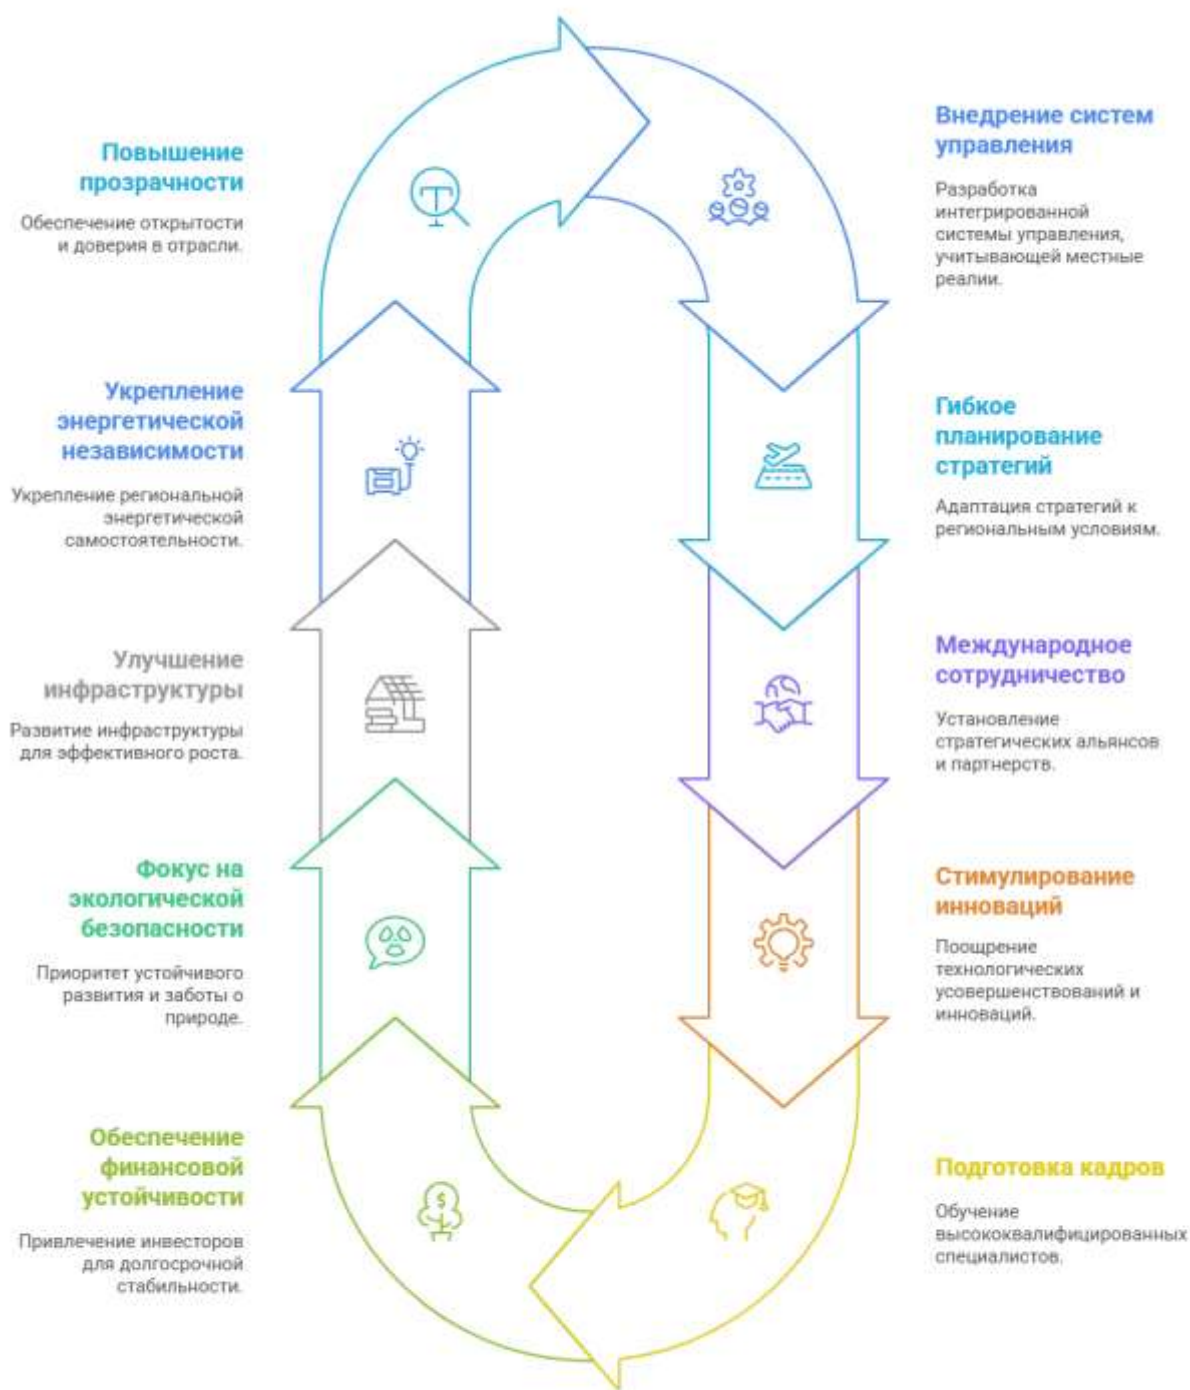 Повышение
прозрачности
Обеспечение открытости
и доверия в отрасли.
Укрепление
энергетической
независимости
Укрепление региональной
энергетической
самостоятельности.
Улучшение
инфраструктуры
Развитие инфраструктуры
для эффективного роста.
Фокус на
экологической
безопасности
Приоритет устойчивого
развития и заботы о
природе.
Обеспечение
финансовой
устойчивости
Привлечение инвесторов
для долгосрочной
стабильности.
Внедрение систем
управления
Разработка
интегрированной
системы управления,
учитывающей местные
реалии.
Гибкое
планирование
стратегий
Адаптация стратегий к
региональным условиям.
Международное
сотрудничество
Установление
стратегических альянсов
и партнерств.
Стимулирование
инноваций
Поощрение
технологических
усовершенствований и
инноваций.
Подготовка кадров
Обучение
высококвалифицированных
специалистов.